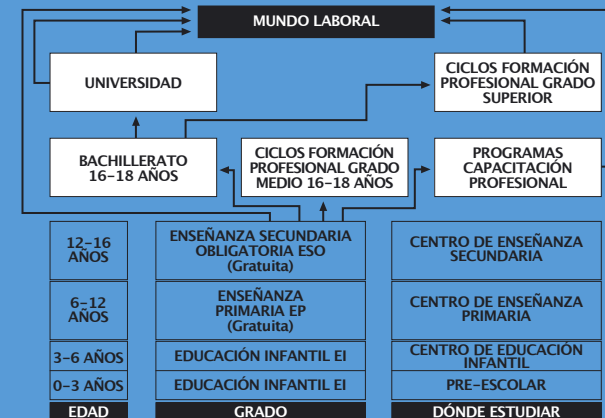 MUNDO LABORAL
UNIVERSIDAD
CICLOS FORMACIÓN
PROFESIONAL GRADO
SUPERIOR
BACHILLERATO
16-18 AÑOS
CICLOS FORMACIÓN
PROFESIONAL GRADO
MEDIO 16-18 AÑOS
PROGRAMAS
CAPACITACIÓN
PROFESIONAL
12-16
AÑOS
ENSEÑANZA SECUNDARIA
OBLIGATORIA ESO
(Gratuita)
CENTRO DE ENSEÑANZA
SECUNDARIA
6-12
AÑOS
ENSEÑANZA
PRIMARIA EP
(Gratuita)
CENTRO DE ENSEÑANZA
PRIMARIA
3-6 AÑOS
EDUCACIÓN INFANTIL EI
CENTRO DE EDUCACIÓN
INFANTIL
0-3 AÑOS
EDUCACIÓN INFANTIL EI
PRE-ESCOLAR
EDAD
GRADO
DÓNDE ESTUDIAR